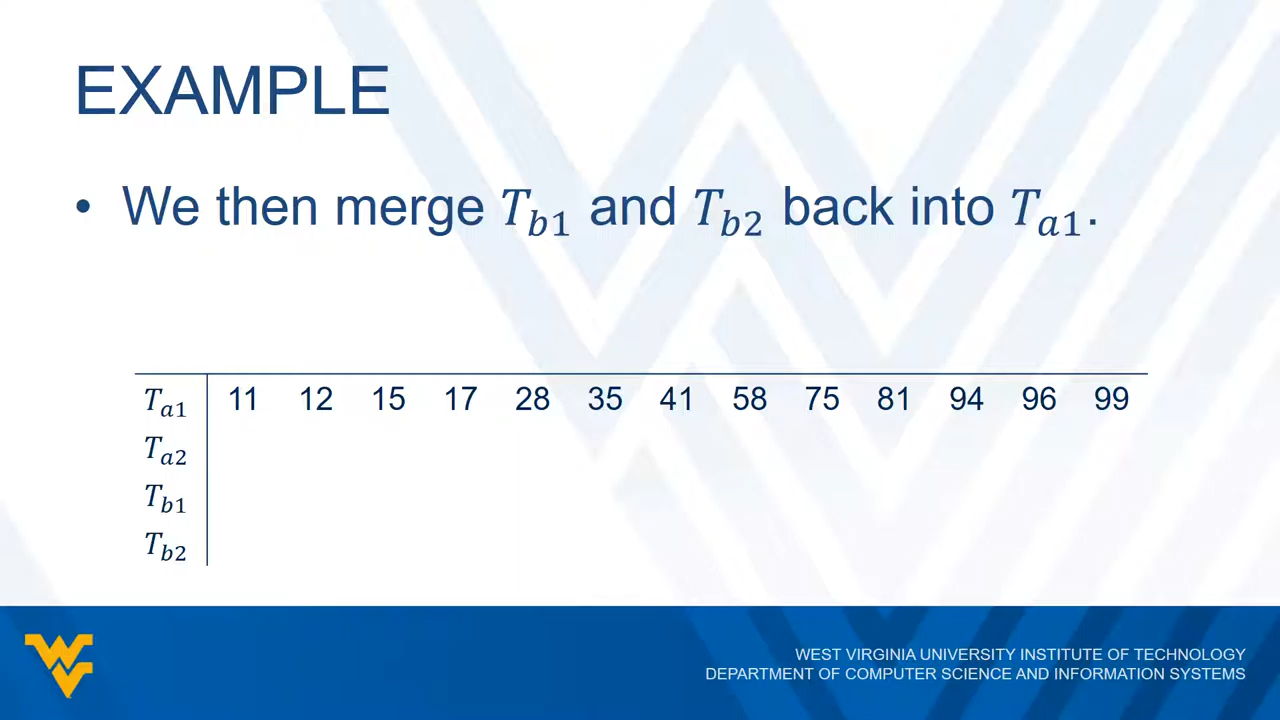 EXAMPLE
• We then merge T_{b1} and T_{b2} back into T_{a1}.
T_{a1} 11 12 15 17 28 35 41 58 75 81 94 96 99
T_{a2}
T_{b1}
T_{b2}
WV
WEST VIRGINIA UNIVERSITY INSTITUTE OF TECHNOLOGY
DEPARTMENT OF COMPUTER SCIENCE AND INFORMATION SYSTEMS